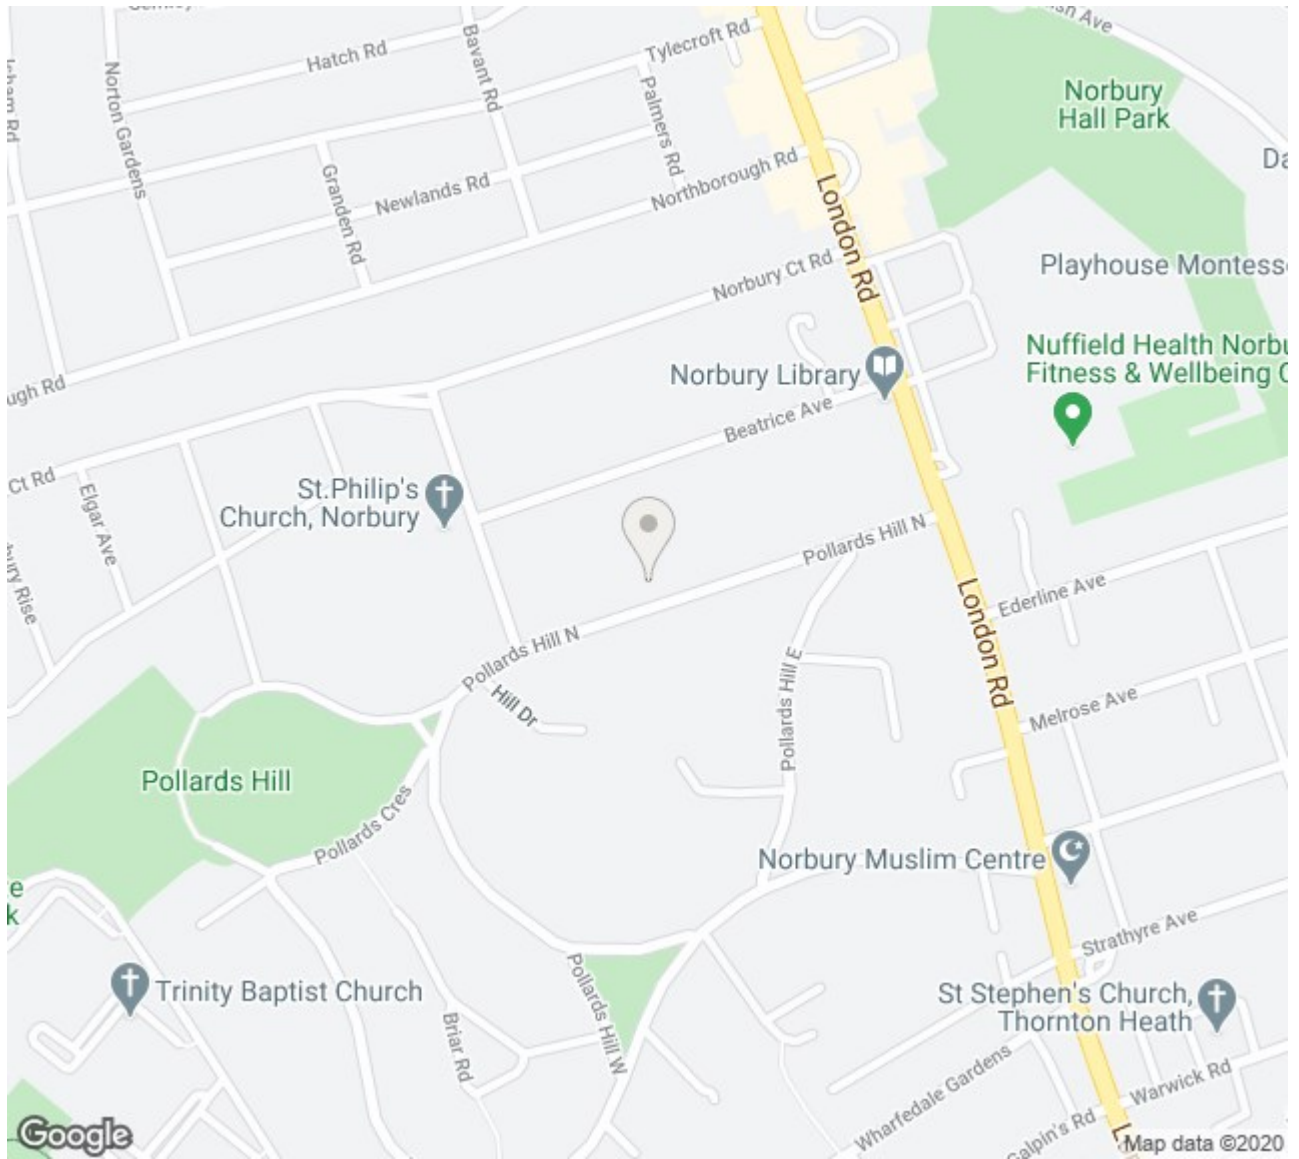 Hatch Rd
Tylecroft Rd
Bavant Rd
Norton Gardens
Palmers Rd
Norbury
Hall Park
Newlands Rd
Granden Rd
Northborough Rd
London Rd
Norbury Ct Rd
Playhouse Montess
Nuffield Health Norbu
Fitness & Wellbeing C
Norbury Library
Beatrice Ave
ugh Rd
Ct Rd
Elgar Ave
St.Philip's
Church, Norbury
Pollards Hill N
Ederline Ave
London Rd
bury Rise
Pollards Hill N
Hill Dr
Pollards Hill E
Melrose Ave
Pollards Hill
Pollards Cres
Norbury Muslim Centre
Strathyre Ave
Trinity Baptist Church
Pollards Hill W
Briar Rd
St Stephen's Church,
Thornton Heath
Wharfedale Gardens
Warwick Rd
Galpin's Rd
Google
Map data ©2020